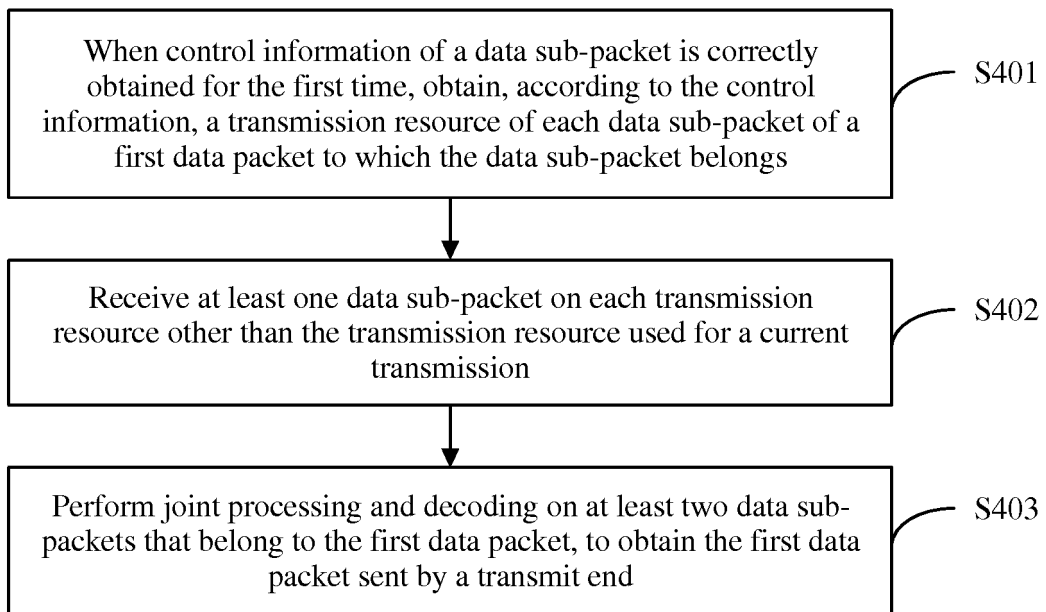 When control information of a data sub-packet is correctly
obtained for the first time, obtain, according to the control
information, a transmission resource of each data sub-packet of a
first data packet to which the data sub-packet belongs
S401
Receive at least one data sub-packet on each transmission
resource other than the transmission resource used for a current
transmission
S402
Perform joint processing and decoding on at least two data sub-
packets that belong to the first data packet, to obtain the first data
packet sent by a transmit end
S403